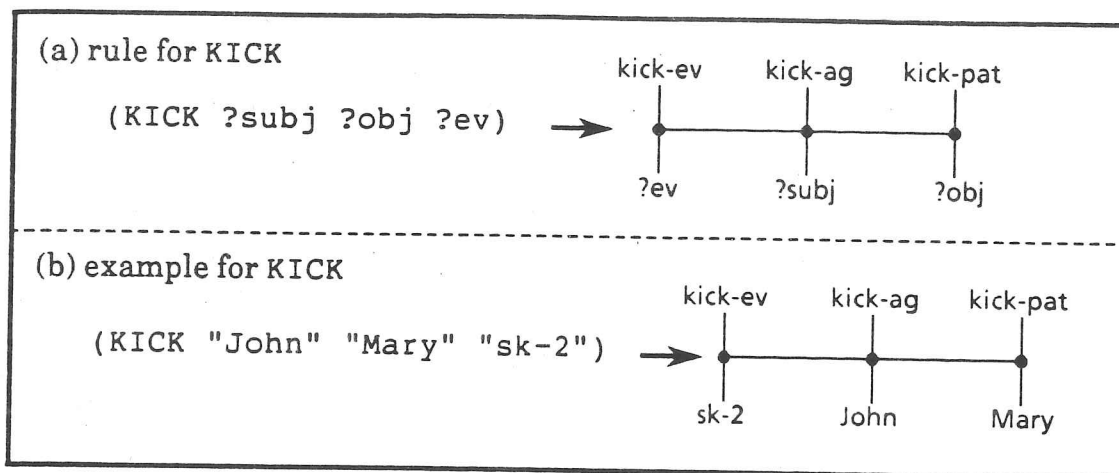 (a) rule for KICK
kick-ev kick-ag kick-pat
(KICK ?subj ?obj ?ev)
?ev ?subj ?obj
(b) example for KICK
kick-ev kick-ag kick-pat
(KICK "John" "Mary" "sk-2")
sk-2 John Mary